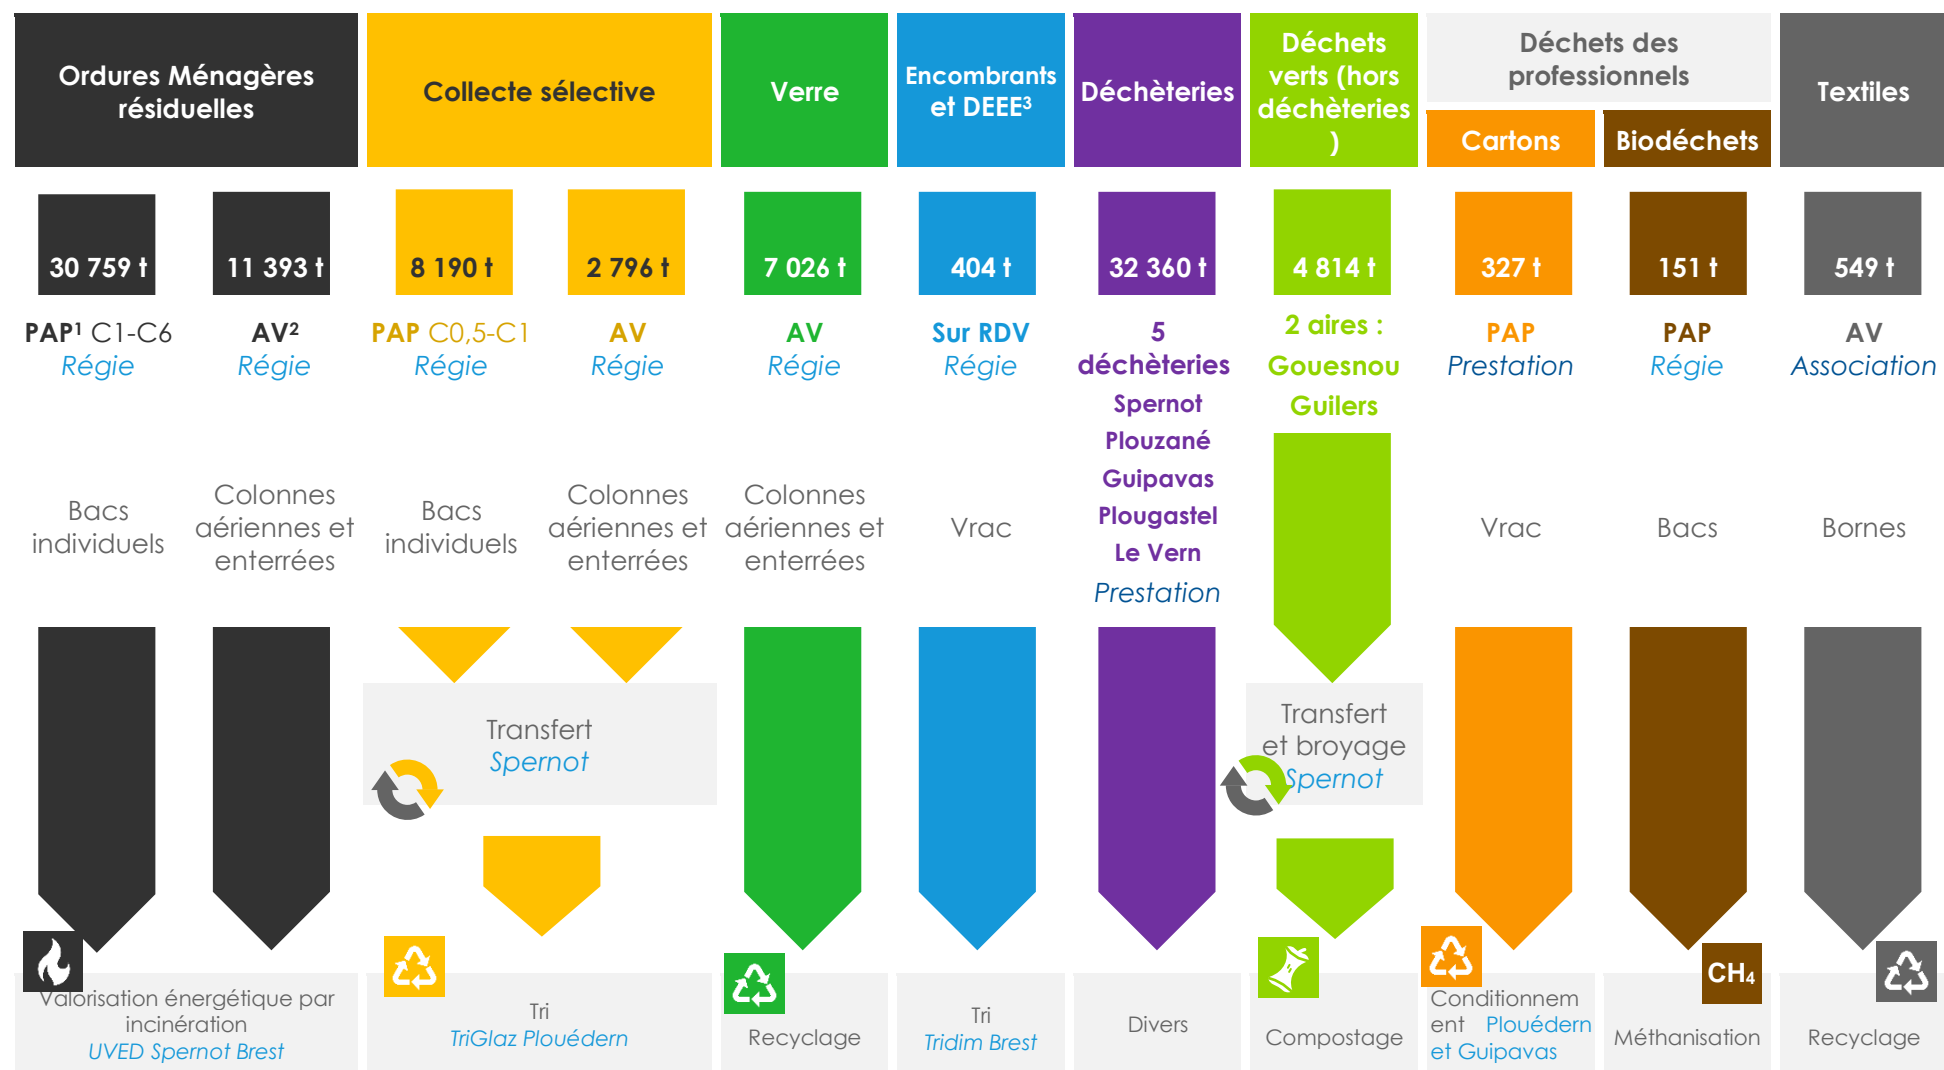 Ordures Ménagères
résiduelles
Collecte sélective
Verre
Encombrants
et DEEE³
Déchèteries
Déchets
verts (hors
déchèteries
)
Déchets des
professionnels
Cartons
Biodéchets
Textiles
30 759 t
11 393 t
8 190 t
2 796 t
7 026 t
404 t
32 360 t
4 814 t
327 t
151 t
549 t
PAP¹ C1-C6
Régie
AV²
Régie
PAP C0,5-C1
Régie
AV
Régie
AV
Régie
Sur RDV
Régie
5
déchèteries
Spernot
Plouzané
Guipavas
Plougastel
Le Vern
Prestation
2 aires :
Gouesnou
Guilers
PAP
Prestation
PAP
Régie
AV
Association
Bacs
individuels
Colonnes
aériennes et
enterrées
Bacs
individuels
Colonnes
aériennes et
enterrées
Colonnes
aériennes et
enterrées
Vrac
Vrac
Bacs
Bornes
Transfert
Spernot
Transfert
et broyage
Spernot
Valorisation énergétique par
incinération
UVED Spernot Brest
Tri
TriGlaz Plouédern
Recyclage
Tri
Tridim Brest
Divers
Compostage
Conditionnem
ent Plouédern
et Guipavas
CH₄
Méthanisation
Recyclage